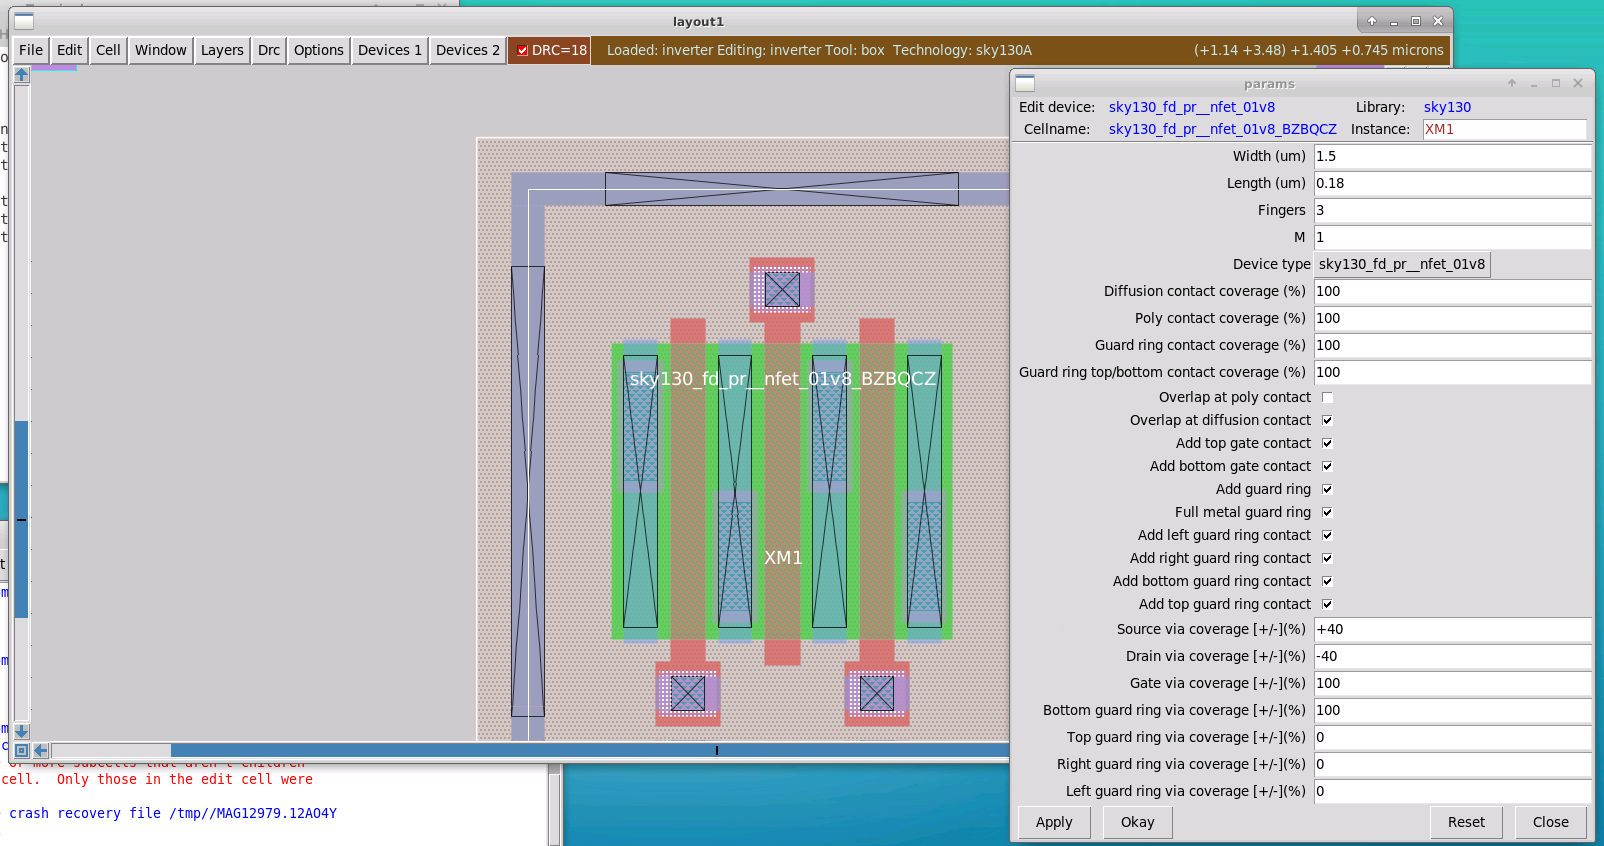 layout1
File Edit Cell Window Layers Drc Options Devices 1 Devices 2 DRC=18 Loaded: inverter Editing: inverter Tool: box Technology: sky130A (+1.14 +3.48) +1.405 +0.745 microns
params
Edit device: sky130_fd_pr__nfet_01v8 Library: sky130
Cellname: sky130_fd_pr__nfet_01v8_BZBQCZ Instance: XM1
Width (um) 1.5
Length (um) 0.18
Fingers 3
M 1
Device type sky130_fd_pr__nfet_01v8
Diffusion contact coverage (%) 100
Poly contact coverage (%) 100
Guard ring contact coverage (%) 100
Guard ring top/bottom contact coverage (%) 100
Overlap at poly contact
Overlap at diffusion contact
Add top gate contact
Add bottom gate contact
Add guard ring
Full metal guard ring
Add left guard ring contact
Add right guard ring contact
Add bottom guard ring contact
Add top guard ring contact
Source via coverage [+/-](%) +40
Drain via coverage [+/-](%) -40
Gate via coverage [+/-](%) 100
Bottom guard ring via coverage [+/-](%) 100
Top guard ring via coverage [+/-](%) 0
Right guard ring via coverage [+/-](%) 0
Left guard ring via coverage [+/-](%) 0
Apply Okay Reset Close
sky130_fd_pr__nfet_01v8_BZBQCZ
XM1
or more subcells that aren't children
cell. Only those in the edit cell were
crash recovery file /tmp//MAG12979.12AO4Y